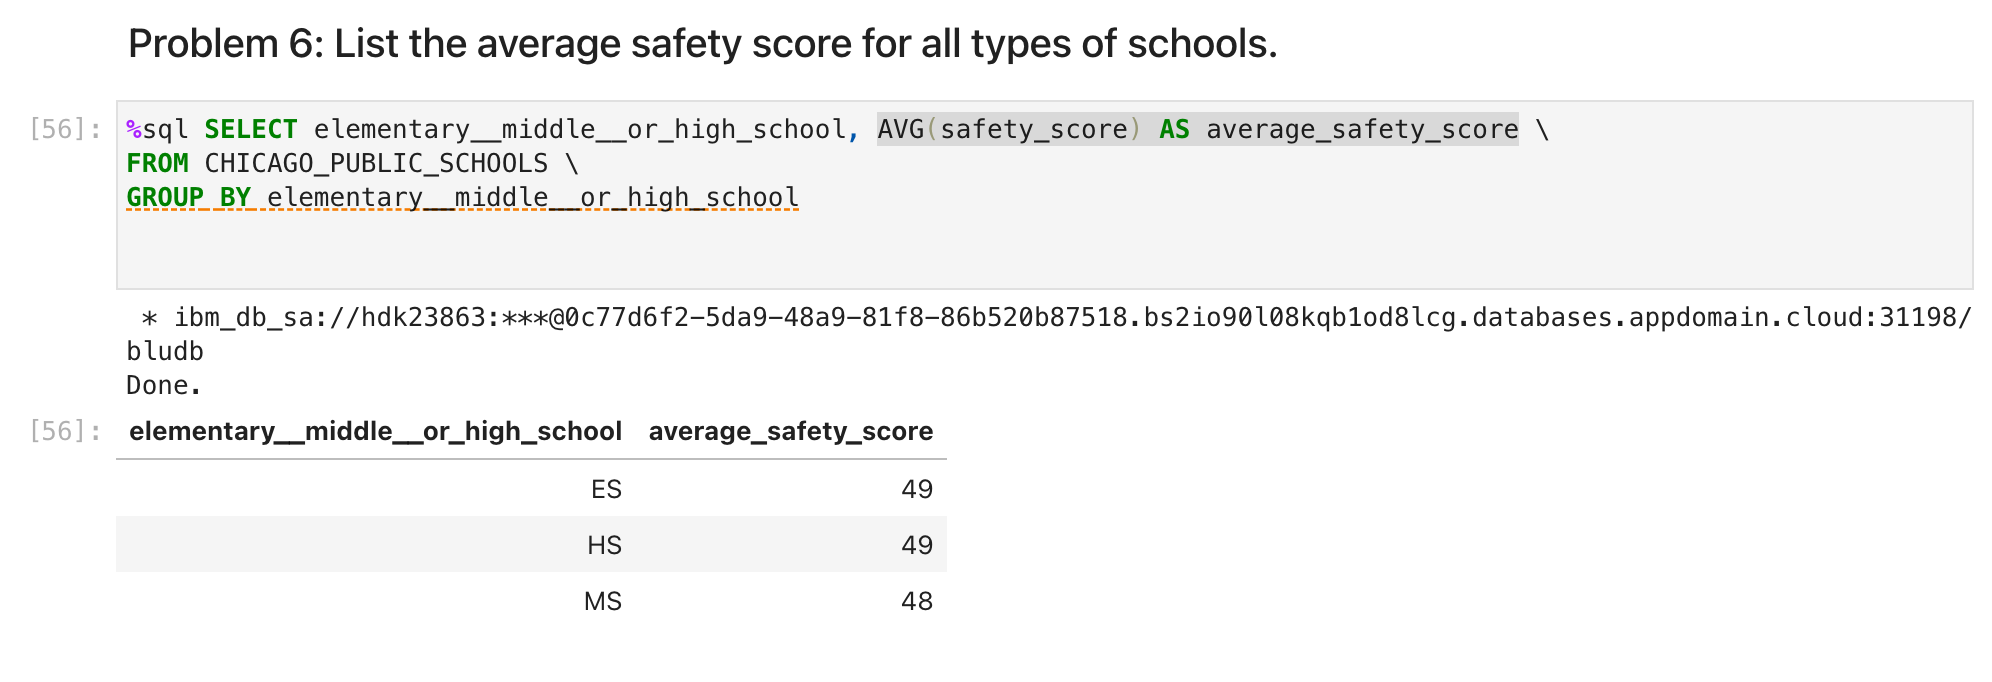 Problem 6: List the average safety score for all types of schools.
[56]: %sql SELECT elementary__middle__or_high_school, AVG(safety_score) AS average_safety_score \
FROM CHICAGO_PUBLIC_SCHOOLS \
GROUP BY elementary__middle__or_high_school
* ibm_db_sa://hdk23863:***@0c77d6f2-5da9-48a9-81f8-86b520b87518.bs2io90l08kqb1od8lcg.databases.appdomain.cloud:31198/
bludb
Done.
[56]: elementary__middle__or_high_school average_safety_score
ES 49
HS 49
MS 48